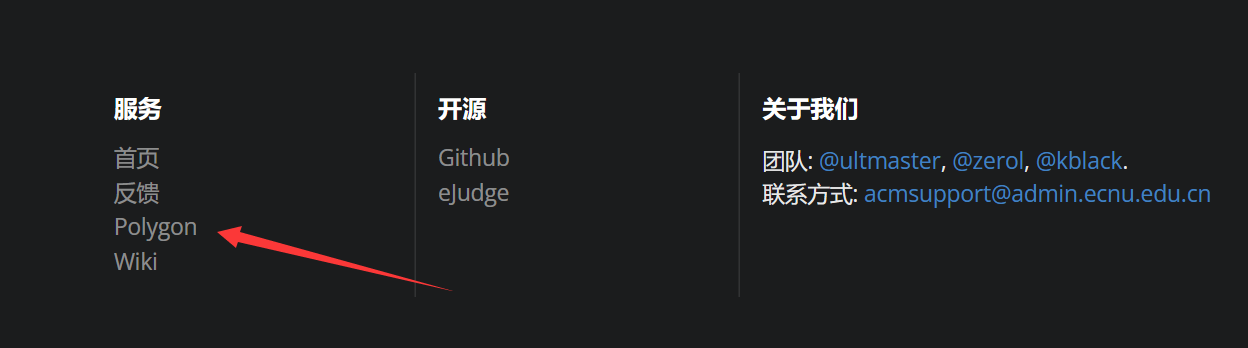 服务
首页
反馈
Polygon
Wiki
开源
Github
eJudge
关于我们
团队: @ultmaster, @zerol, @kblack.
联系方式: acmsupport@admin.ecnu.edu.cn